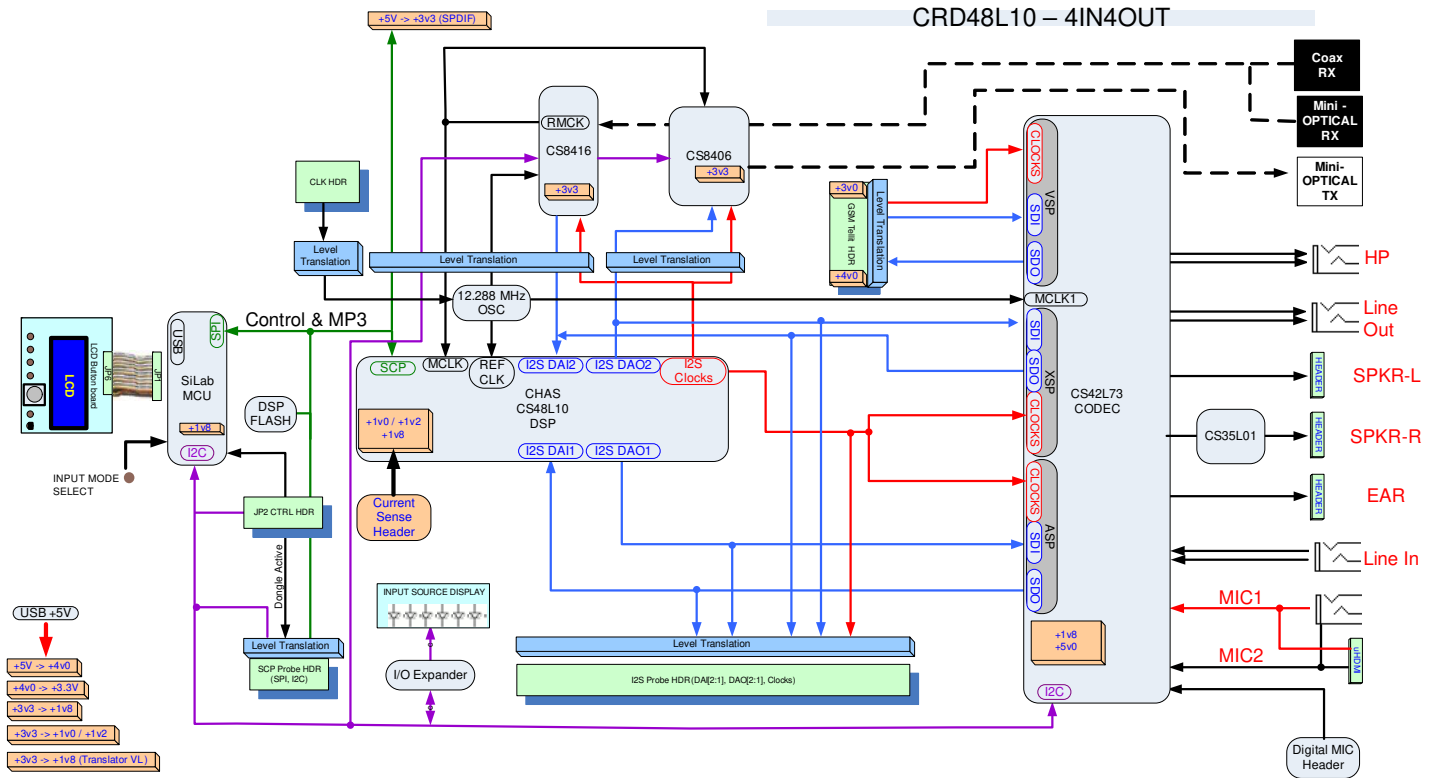 CRD48L10 – 4IN4OUT
+5V -> +3v3 (SPDIF)
Coax
RX
Mini -
OPTICAL
RX
Mini-
OPTICAL
TX
RMCK
CS8416
+3v3
CS8406
+3v3
CLK HDR
Level
Translation
Level Translation
Level Translation
+3v0
GSM Tellit HDR
+4v0
Level Translation
CLOCKS
SDI
SDO
VSP
MCLK1
SDI
SDO
CLOCKS
XSP
CLOCKS
SDI
SDO
ASP
CS42L73
CODEC
+1v8
+5v0
I2C
HP
Line
Out
HEADER
SPKR-L
CS35L01
HEADER
SPKR-R
HEADER
EAR
Line In
MIC1
MIC2
uHDM
Digital MIC
Header
12.288 MHz
OSC
Control & MP3
LCD
LCD Button board
JP6
JP1
USB
SPI
SiLab
MCU
+1v8
I2C
INPUT MODE
SELECT
DSP
FLASH
SCP
MCLK
REF
CLK
I2S DAI2
I2S DAO2
I2S
Clocks
CHAS
CS48L10
DSP
+1v0 / +1v2
+1v8
I2S DAI1
I2S DAO1
Current
Sense
Header
JP2 CTRL HDR
Dongle Active
Level Translation
SCP Probe HDR
(SPI, I2C)
INPUT SOURCE DISPLAY
I/O Expander
Level Translation
I2S Probe HDR(DAI[2:1], DAO[2:1], Clocks)
USB +5V
+5V -> +4v0
+4v0 -> +3.3V
+3v3 -> +1v8
+3v3 -> +1v0 / +1v2
+3v3 -> +1v8 (Translator VL)